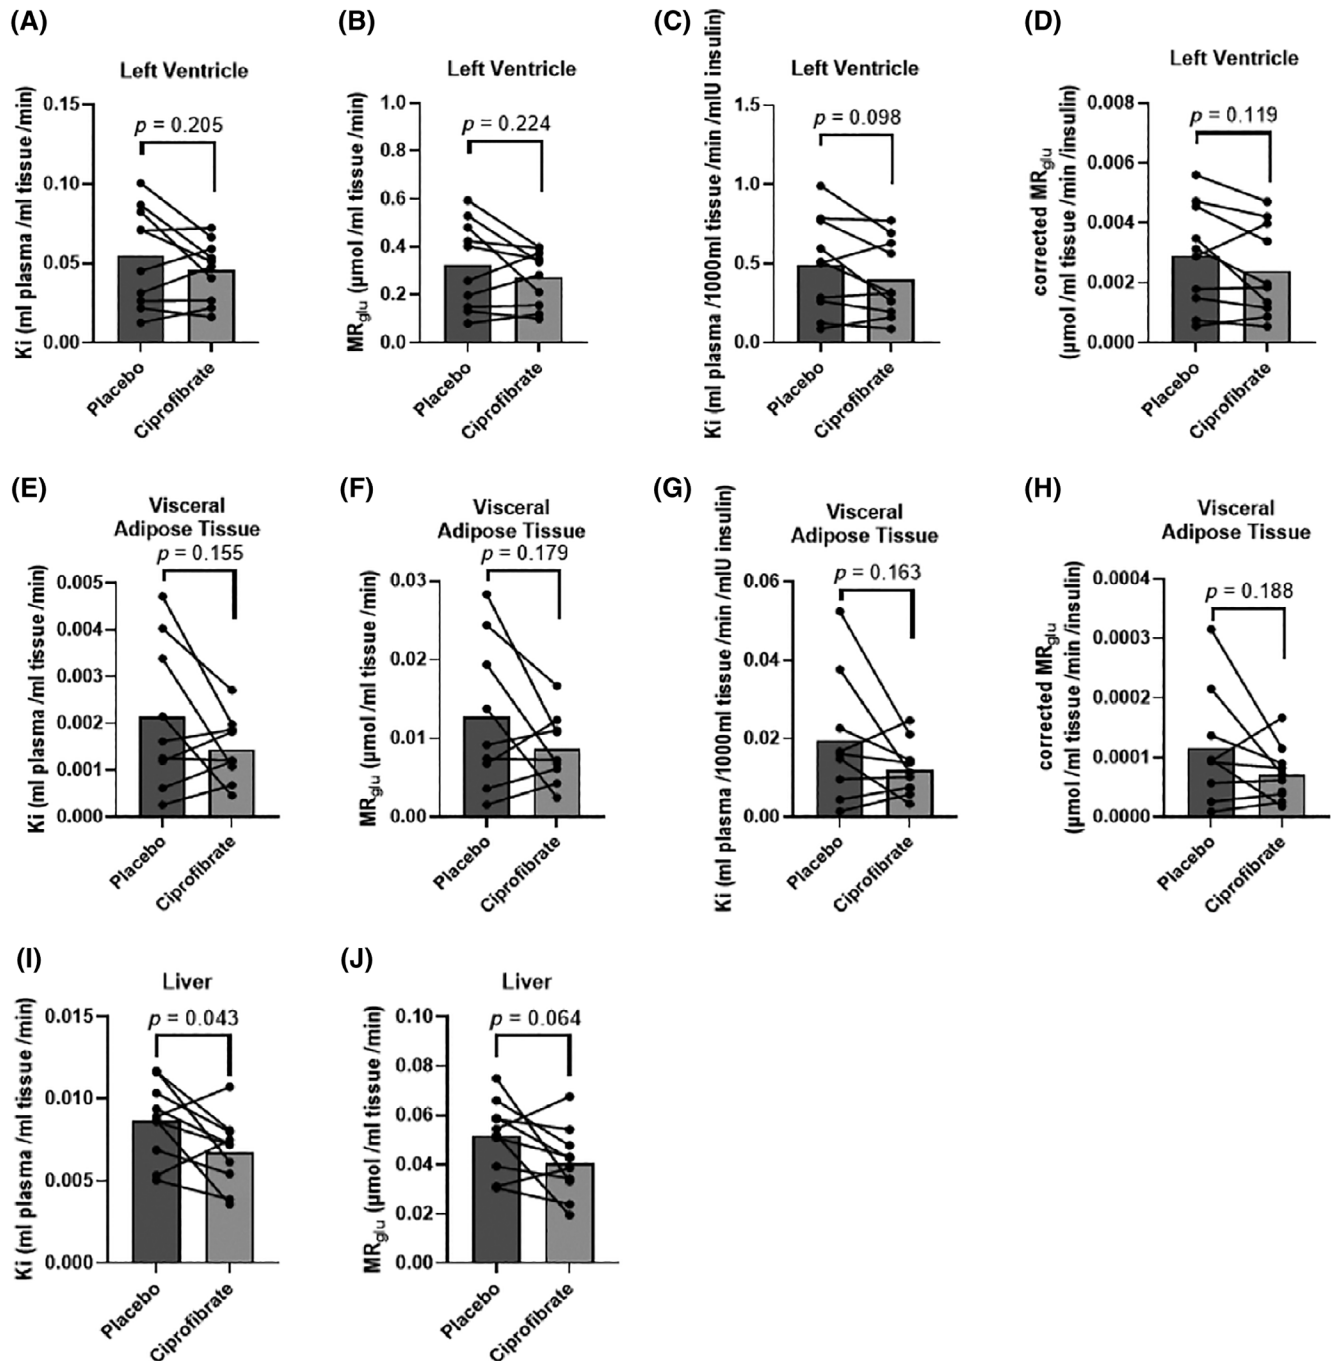 (A)
Left Ventricle
Ki (ml plasma /ml tissue /min)
0.15
0.10
0.05
0.00
p = 0.205
Placebo
Ciprofibrate
(B)
Left Ventricle
MRglu (µmol /ml tissue /min)
1.0
0.8
0.6
0.4
0.2
0.0
p = 0.224
Placebo
Ciprofibrate
(C)
Left Ventricle
Ki (ml plasma /1000ml tissue /min /mIU insulin)
1.5
1.0
0.5
0.0
p = 0.098
Placebo
Ciprofibrate
(D)
Left Ventricle
corrected MRglu
(µmol /ml tissue /min /insulin)
0.008
0.006
0.004
0.002
0.000
p = 0.119
Placebo
Ciprofibrate
(E)
Visceral
Adipose Tissue
Ki (ml plasma /ml tissue /min)
0.005
0.004
0.003
0.002
0.001
0.000
p = 0.155
Placebo
Ciprofibrate
(F)
Visceral
Adipose Tissue
MRglu (µmol /ml tissue /min)
0.03
0.02
0.01
0.00
p = 0.179
Placebo
Ciprofibrate
(G)
Visceral
Adipose Tissue
Ki (ml plasma /1000ml tissue /min /mIU insulin)
0.06
0.04
0.02
0.00
p = 0.163
Placebo
Ciprofibrate
(H)
Visceral
Adipose Tissue
corrected MRglu
(µmol /ml tissue /min /insulin)
0.0004
0.0003
0.0002
0.0001
0.0000
p = 0.188
Placebo
Ciprofibrate
(I)
Liver
Ki (ml plasma /ml tissue /min)
0.015
0.010
0.005
0.000
p = 0.043
Placebo
Ciprofibrate
(J)
Liver
MRglu (µmol /ml tissue /min)
0.10
0.08
0.06
0.04
0.02
0.00
p = 0.064
Placebo
Ciprofibrate